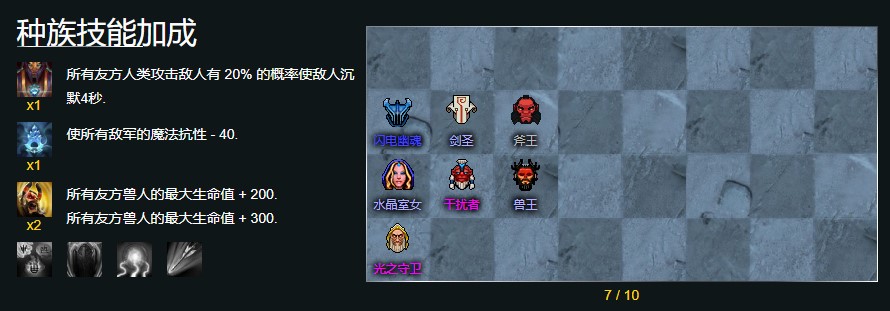 种族技能加成
所有友方人类攻击敌人有 20% 的概率使敌人沉
默4秒.
x1
使所有敌军的魔法抗性 - 40.
x1
所有友方兽人的最大生命值 + 200.
所有友方兽人的最大生命值 + 300.
x2
闪电幽魂 剑圣 斧王
水晶室女 干扰者 兽王
光之守卫
7 / 10